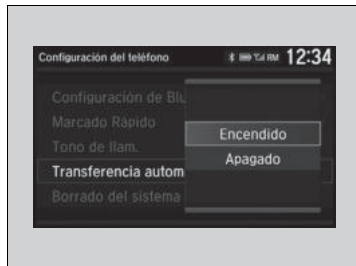 Configuración del teléfono
RM 12:34
Configuración de Blu
Marcado Rápido
Encendido
Tono de llam.
Apagado
Transferencia autom
Borrado del sistema